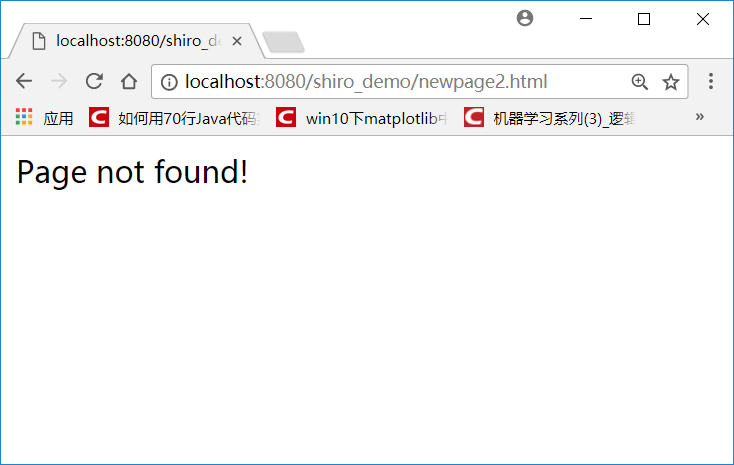 localhost:8080/shiro_de
localhost:8080/shiro_demo/newpage2.html
应用 如何用70行Java代码 win10下matplotlib中 机器学习系列(3)_逻辑 »
Page not found!